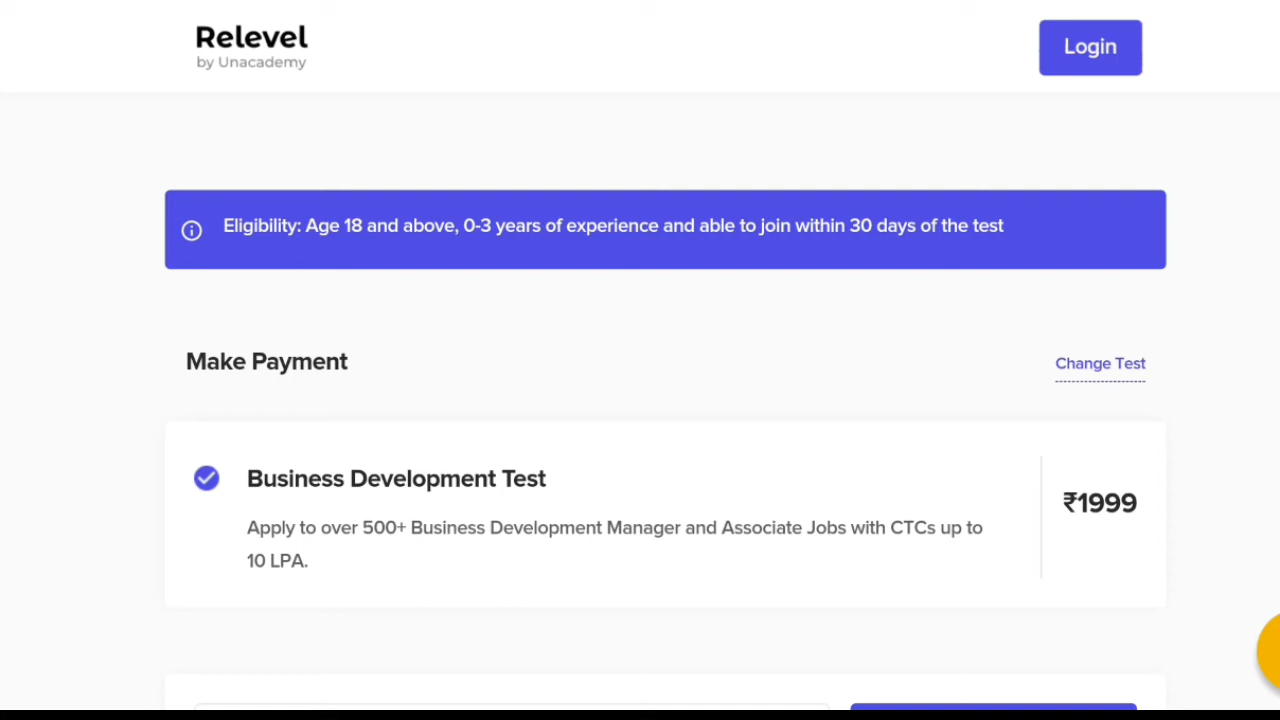 Relevel
by Unacademy
Login
Eligibility: Age 18 and above, 0-3 years of experience and able to join within 30 days of the test
Make Payment
Change Test
Business Development Test
₹1999
Apply to over 500+ Business Development Manager and Associate Jobs with CTCs up to
10 LPA.